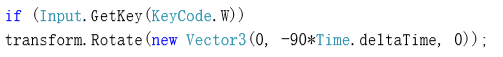 if (Input.GetKey(KeyCode.W))
transform.Rotate(new Vector3(0, -90*Time.deltaTime, 0));